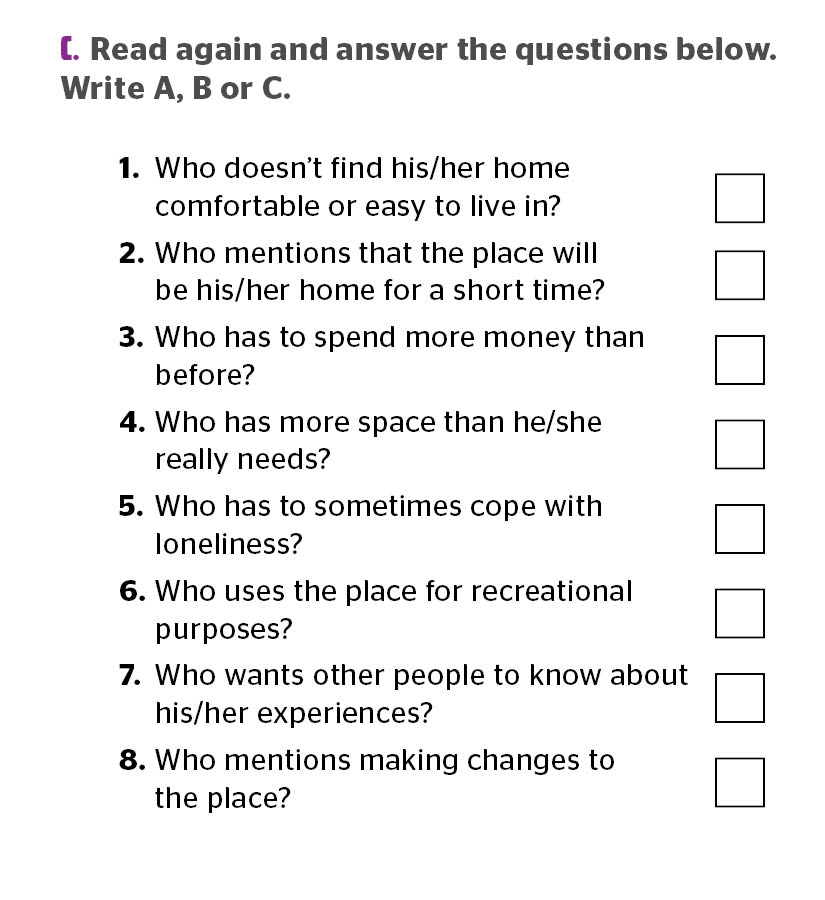 C. Read again and answer the questions below.
Write A, B or C.
1. Who doesn’t find his/her home
comfortable or easy to live in?
2. Who mentions that the place will
be his/her home for a short time?
3. Who has to spend more money than
before?
4. Who has more space than he/she
really needs?
5. Who has to sometimes cope with
loneliness?
6. Who uses the place for recreational
purposes?
7. Who wants other people to know about
his/her experiences?
8. Who mentions making changes to
the place?